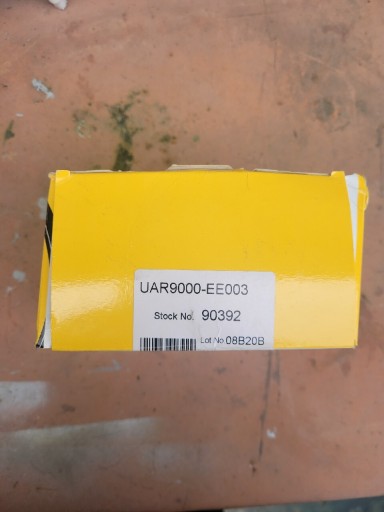 UAR9000-EE003
Stock No. 90392
Lot No 08B20B